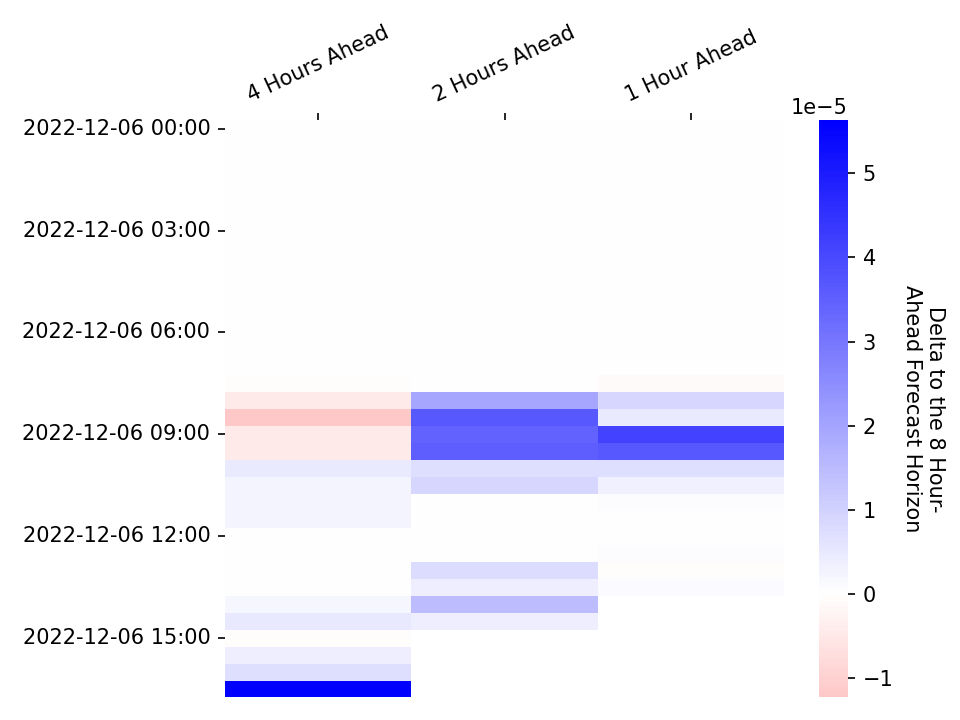 4 Hours Ahead
2 Hours Ahead
1 Hour Ahead
1e−5
2022-12-06 00:00
2022-12-06 03:00
2022-12-06 06:00
2022-12-06 09:00
2022-12-06 12:00
2022-12-06 15:00
5
4
3
2
1
0
−1
Delta to the 8 Hour-
Ahead Forecast Horizon